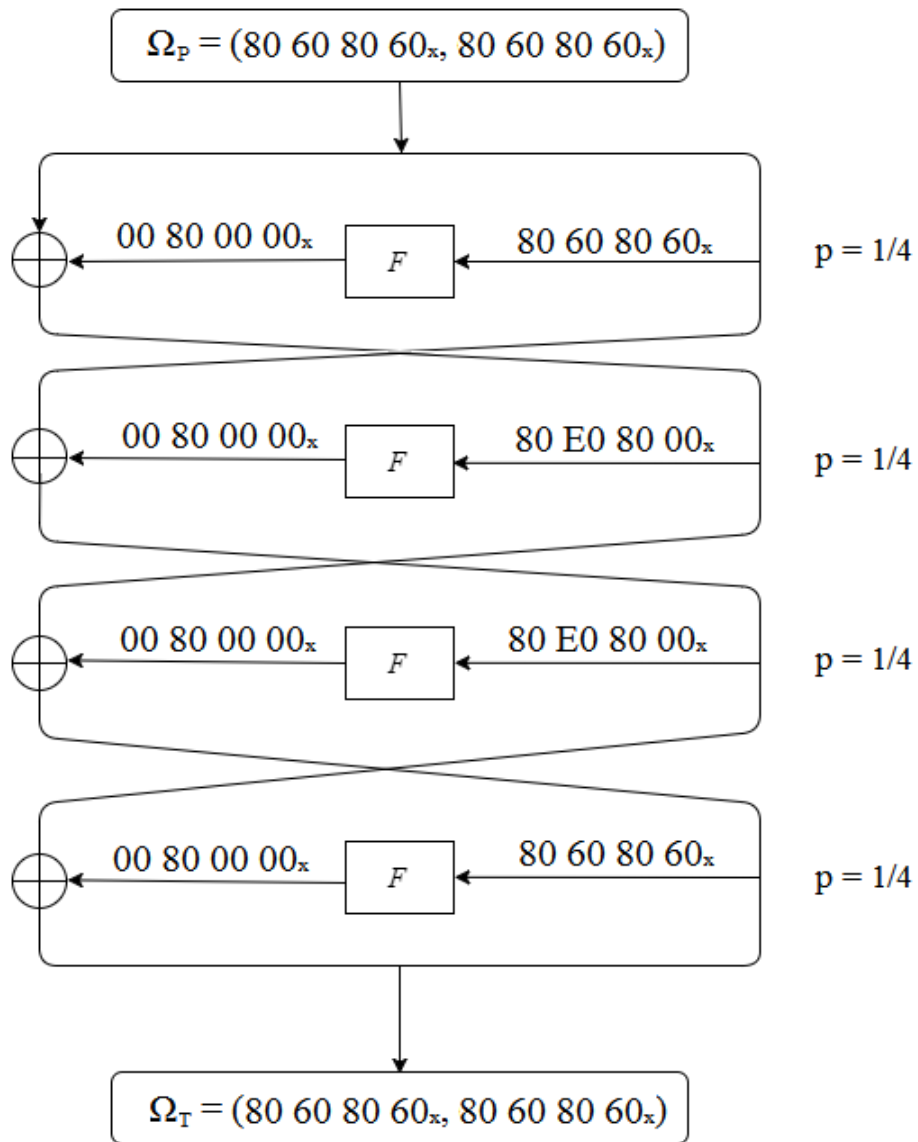 Ω_P = (80 60 80 60ₓ, 80 60 80 60ₓ)
00 80 00 00ₓ F 80 60 80 60ₓ p = 1/4
00 80 00 00ₓ F 80 E0 80 00ₓ p = 1/4
00 80 00 00ₓ F 80 E0 80 00ₓ p = 1/4
00 80 00 00ₓ F 80 60 80 60ₓ p = 1/4
Ω_T = (80 60 80 60ₓ, 80 60 80 60ₓ)